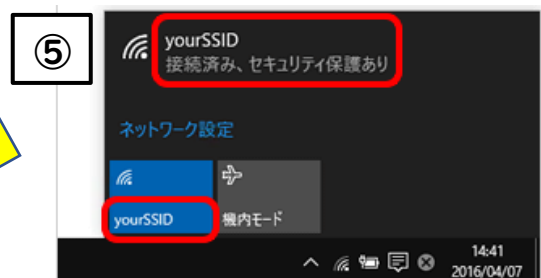 ⑤
yourSSID
接続済み、セキュリティ保護あり
ネットワーク設定
yourSSID
機内モード
14:41
2016/04/07